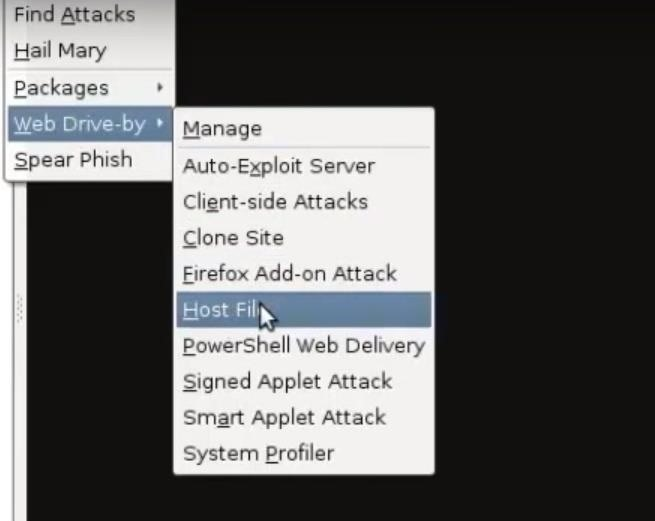 Find Attacks
Hail Mary
Packages
Web Drive-by
Spear Phish
Manage
Auto-Exploit Server
Client-side Attacks
Clone Site
Firefox Add-on Attack
Host Fil
PowerShell Web Delivery
Signed Applet Attack
Smart Applet Attack
System Profiler